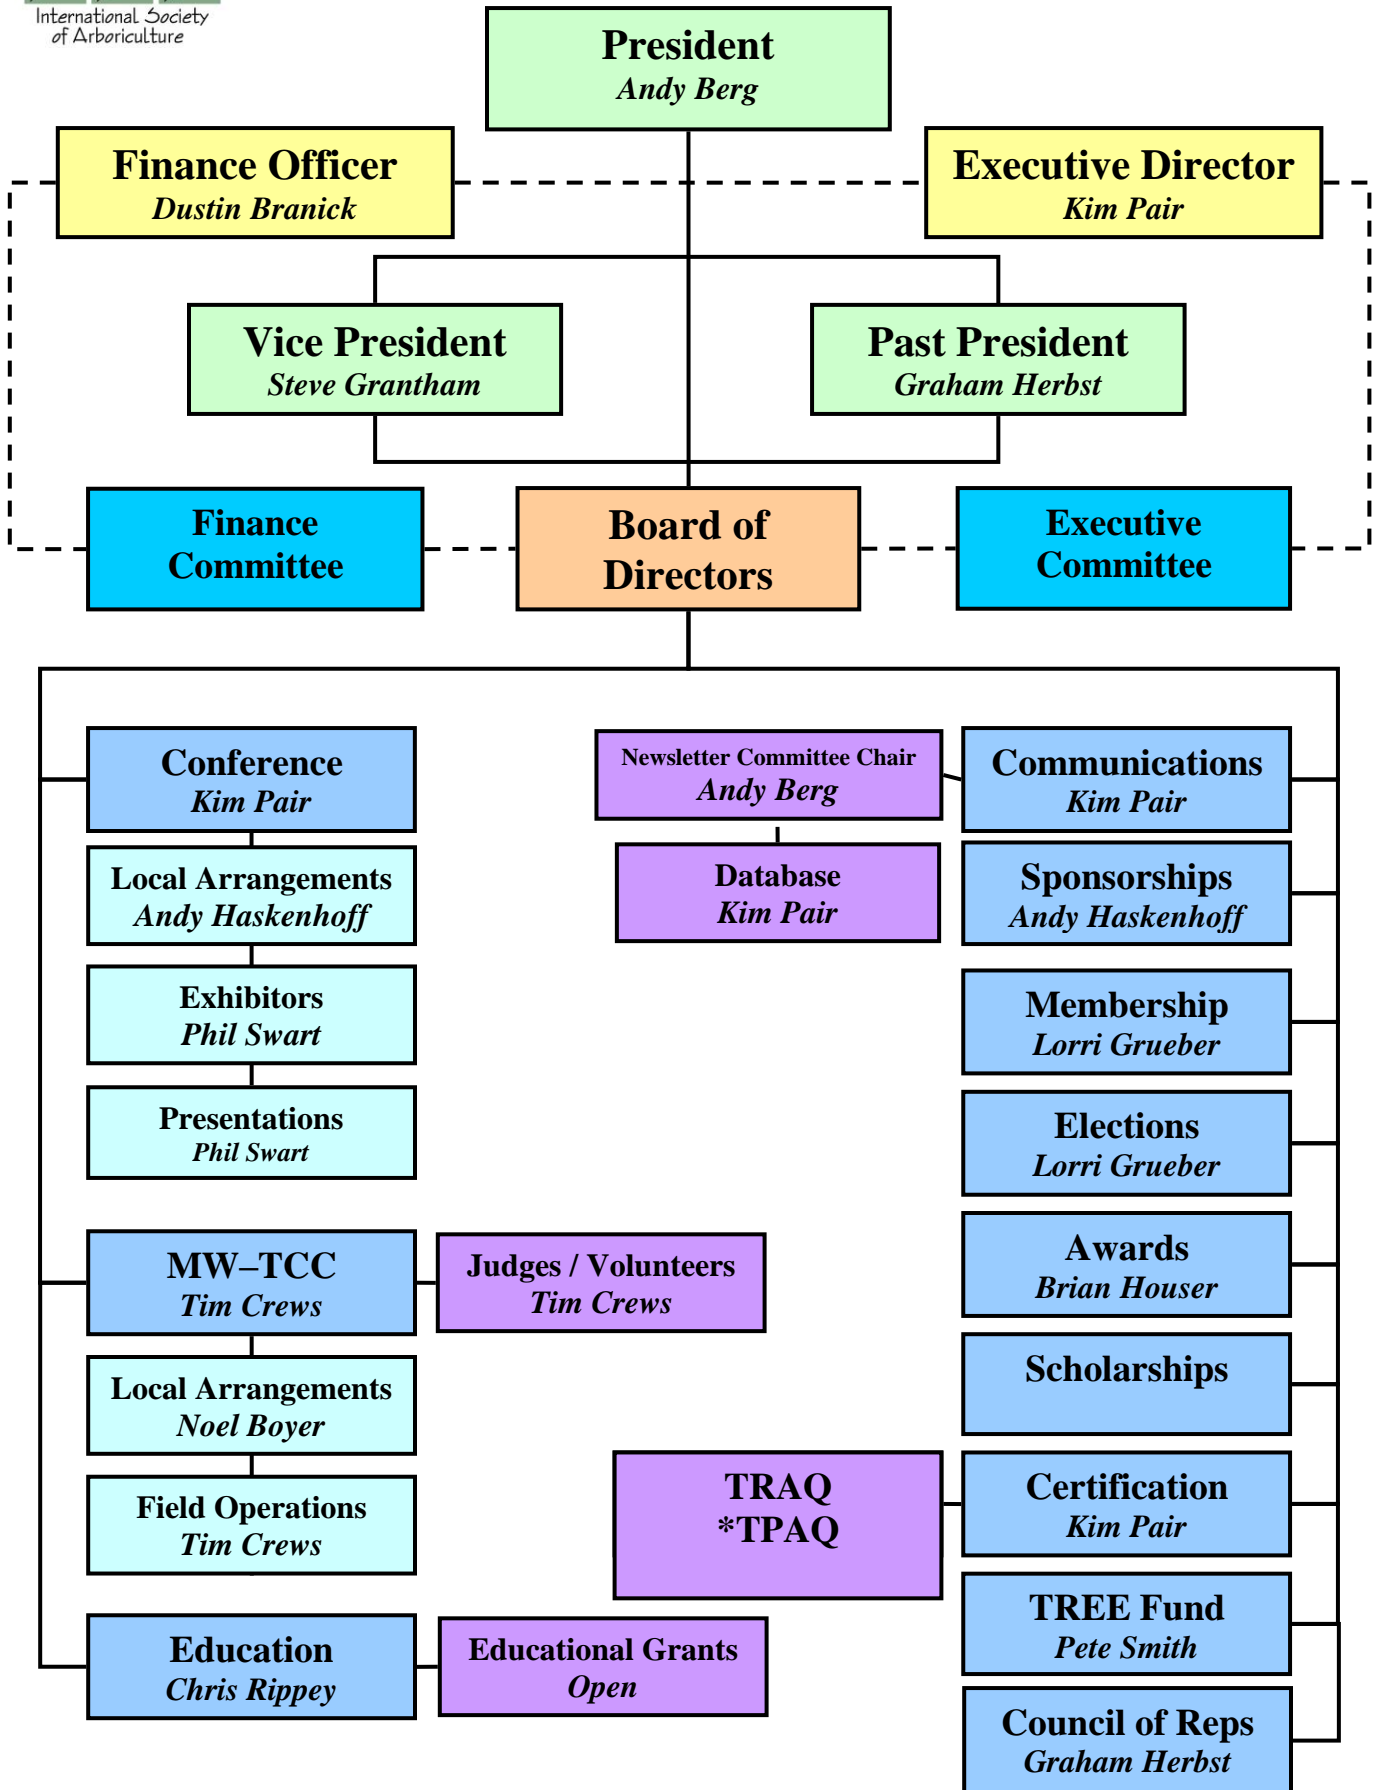 International Society
of Arboriculture
President
Andy Berg
Finance Officer
Dustin Branick
Executive Director
Kim Pair
Vice President
Steve Grantham
Past President
Graham Herbst
Finance
Committee
Board of
Directors
Executive
Committee
Conference
Kim Pair
Local Arrangements
Andy Haskenhoff
Exhibitors
Phil Swart
Presentations
Phil Swart
Newsletter Committee Chair
Andy Berg
Database
Kim Pair
Communications
Kim Pair
Sponsorships
Andy Haskenhoff
Membership
Lorri Grueber
Elections
Lorri Grueber
MW–TCC
Tim Crews
Judges / Volunteers
Tim Crews
Local Arrangements
Noel Boyer
Field Operations
Tim Crews
Awards
Brian Houser
Scholarships
TRAQ
*TPAQ
Certification
Kim Pair
Education
Chris Rippey
Educational Grants
Open
TREE Fund
Pete Smith
Council of Reps
Graham Herbst